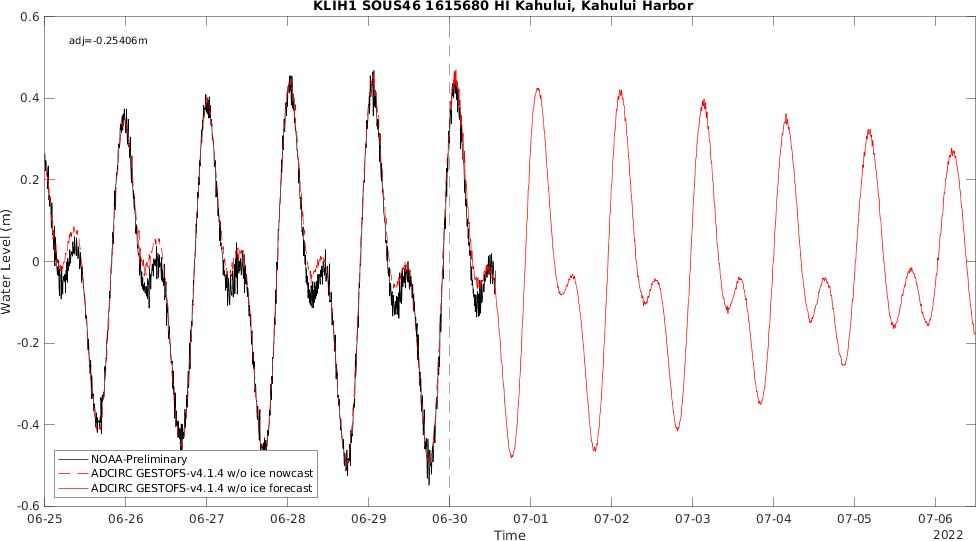 KLIH1 SOUS46 1615680 HI Kahului, Kahului Harbor
adj=-0.25406m
0.6
0.4
0.2
0
-0.2
-0.4
-0.6
Water Level (m)
NOAA-Preliminary
ADCIRC GESTOFS-v4.1.4 w/o ice nowcast
ADCIRC GESTOFS-v4.1.4 w/o ice forecast
06-25 06-26 06-27 06-28 06-29 06-30 07-01 07-02 07-03 07-04 07-05 07-06
Time
2022